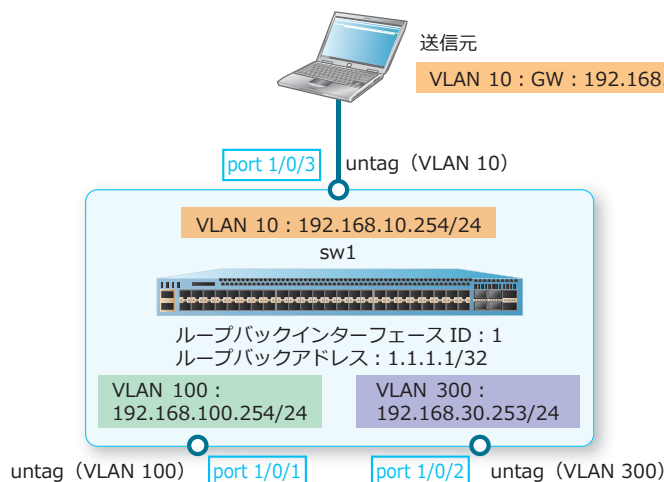 送信元
VLAN 10：GW：192.168.
port 1/0/3
untag（VLAN 10）
VLAN 10：192.168.10.254/24
sw1
ループバックインターフェース ID：1
ループバックアドレス：1.1.1.1/32
VLAN 100：
192.168.100.254/24
VLAN 300：
192.168.30.253/24
untag（VLAN 100）
port 1/0/1
port 1/0/2
untag（VLAN 300）